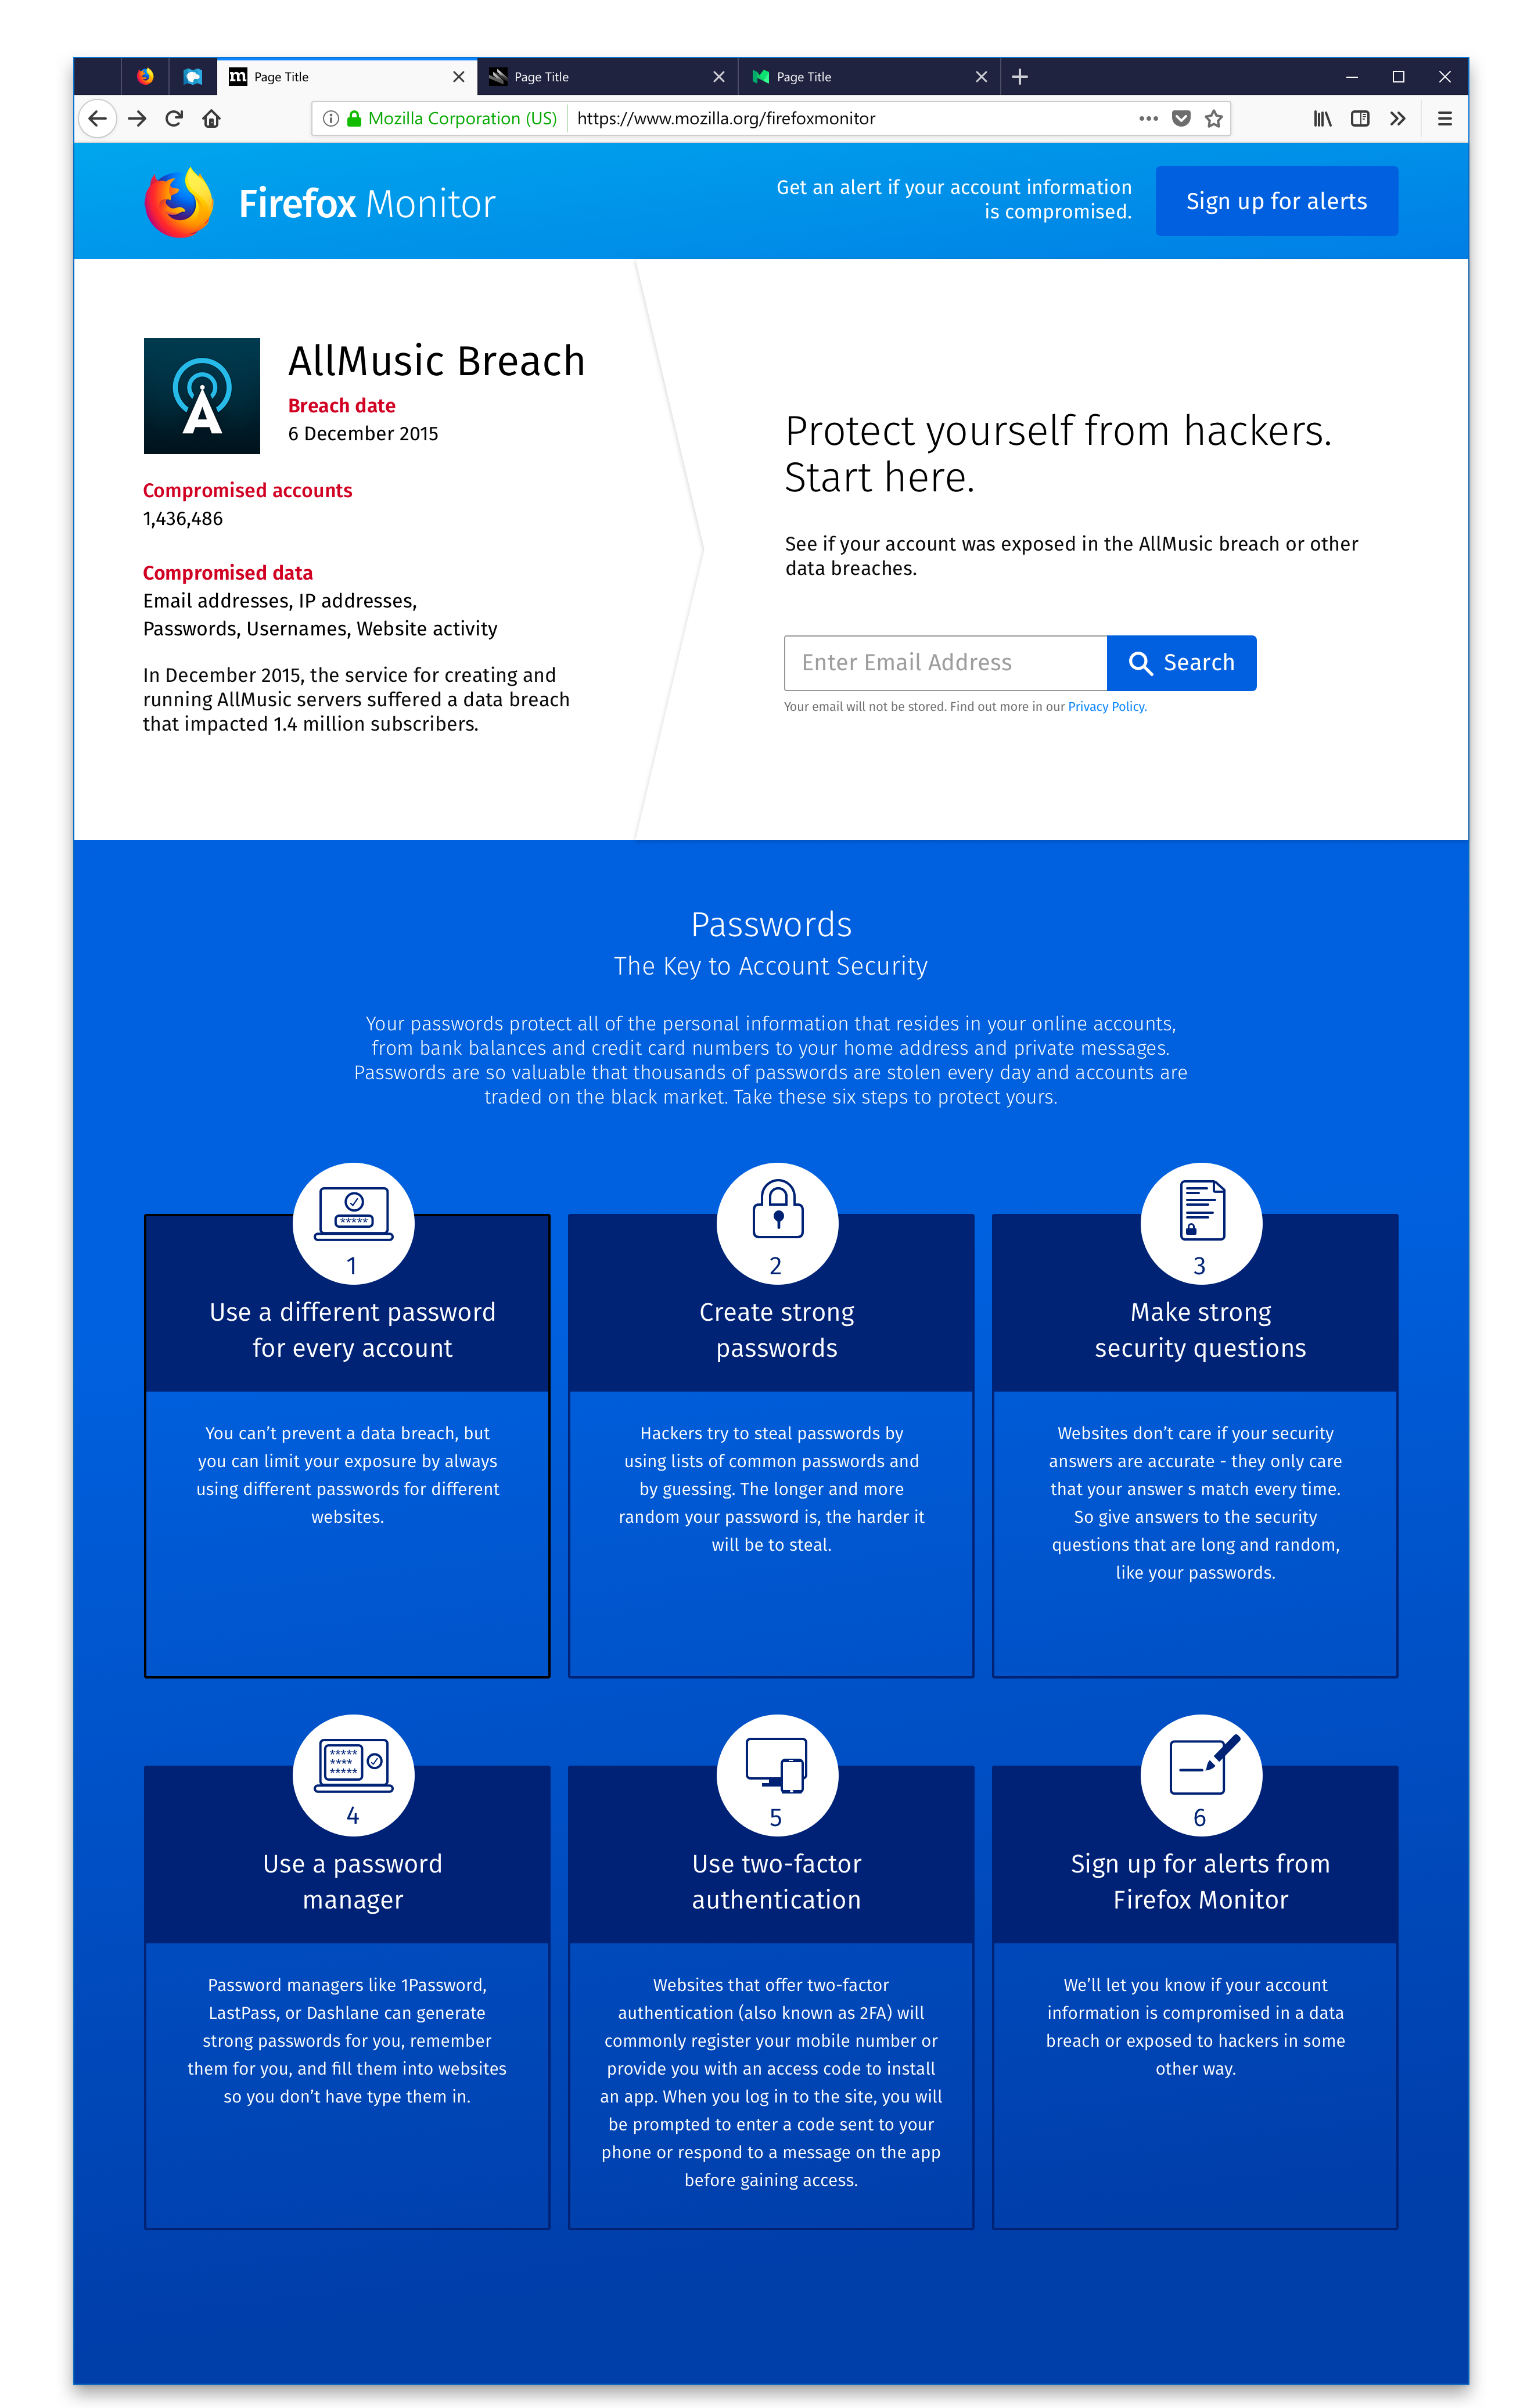 Page Title
Page Title
Page Title
Mozilla Corporation (US)
https://www.mozilla.org/firefoxmonitor
Firefox Monitor
Get an alert if your account information
is compromised.
Sign up for alerts
AllMusic Breach
Breach date
6 December 2015
Compromised accounts
1,436,486
Compromised data
Email addresses, IP addresses,
Passwords, Usernames, Website activity
In December 2015, the service for creating and
running AllMusic servers suffered a data breach
that impacted 1.4 million subscribers.
Protect yourself from hackers.
Start here.
See if your account was exposed in the AllMusic breach or other
data breaches.
Enter Email Address
Search
Your email will not be stored. Find out more in our Privacy Policy.
Passwords
The Key to Account Security
Your passwords protect all of the personal information that resides in your online accounts,
from bank balances and credit card numbers to your home address and private messages.
Passwords are so valuable that thousands of passwords are stolen every day and accounts are
traded on the black market. Take these six steps to protect yours.
*****
1
Use a different password
for every account
You can’t prevent a data breach, but
you can limit your exposure by always
using different passwords for different
websites.
2
Create strong
passwords
Hackers try to steal passwords by
using lists of common passwords and
by guessing. The longer and more
random your password is, the harder it
will be to steal.
3
Make strong
security questions
Websites don’t care if your security
answers are accurate - they only care
that your answer s match every time.
So give answers to the security
questions that are long and random,
like your passwords.
*****
****
*****
4
Use a password
manager
Password managers like 1Password,
LastPass, or Dashlane can generate
strong passwords for you, remember
them for you, and fill them into websites
so you don’t have type them in.
5
Use two-factor
authentication
Websites that offer two-factor
authentication (also known as 2FA) will
commonly register your mobile number or
provide you with an access code to install
an app. When you log in to the site, you will
be prompted to enter a code sent to your
phone or respond to a message on the app
before gaining access.
6
Sign up for alerts from
Firefox Monitor
We’ll let you know if your account
information is compromised in a data
breach or exposed to hackers in some
other way.